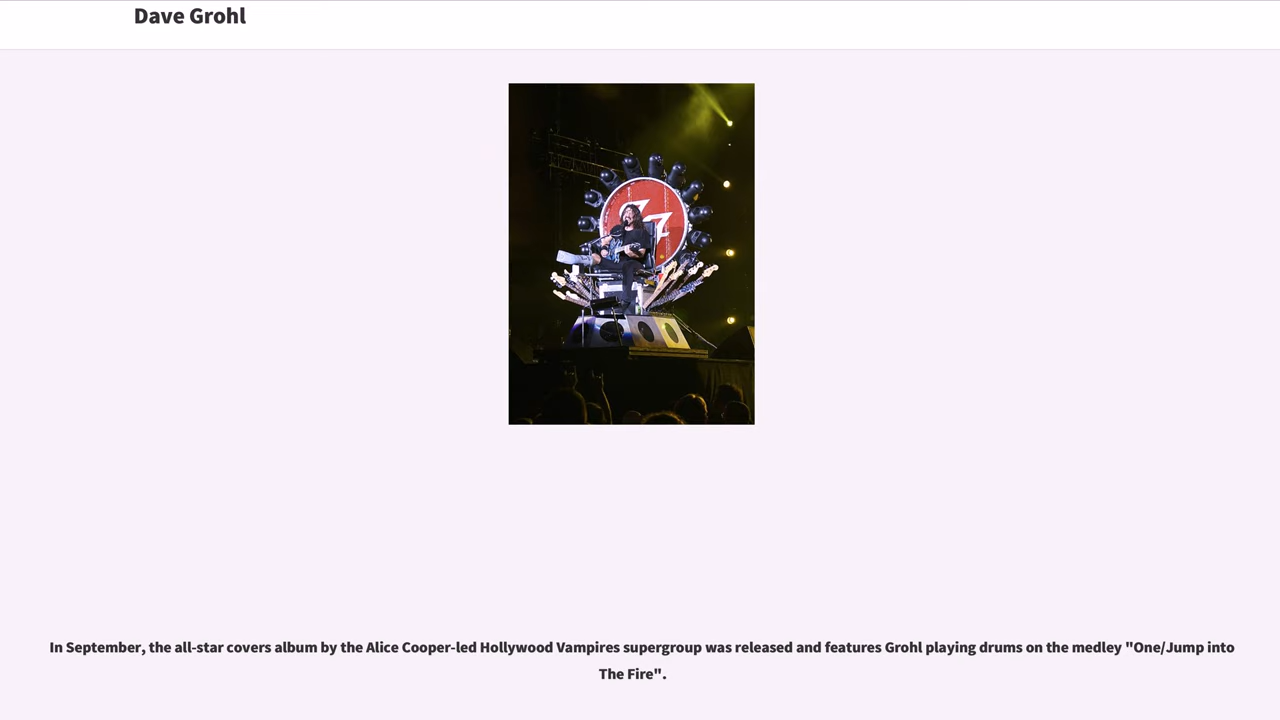 Dave Grohl
In September, the all-star covers album by the Alice Cooper-led Hollywood Vampires supergroup was released and features Grohl playing drums on the medley "One/Jump into
The Fire".